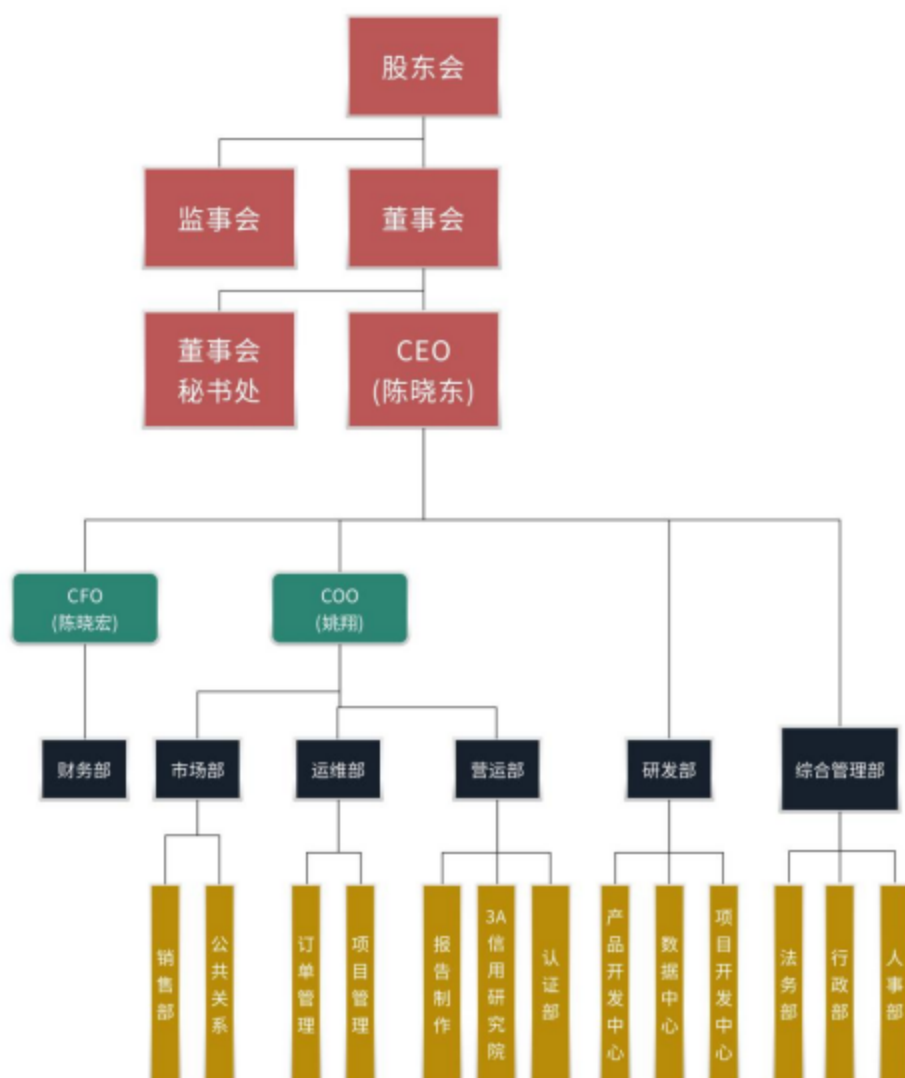 股东会
监事会
董事会
董事会
秘书处
CEO
(陈晓东)
CFO
(陈晓宏)
COO
(姚翔)
财务部
市场部
运维部
营运部
研发部
综合管理部
销售部
公共关系
订单管理
项目管理
报告制作
3A信用研究院
认证部
产品开发中心
数据中心
项目开发中心
法务部
行政部
人事部